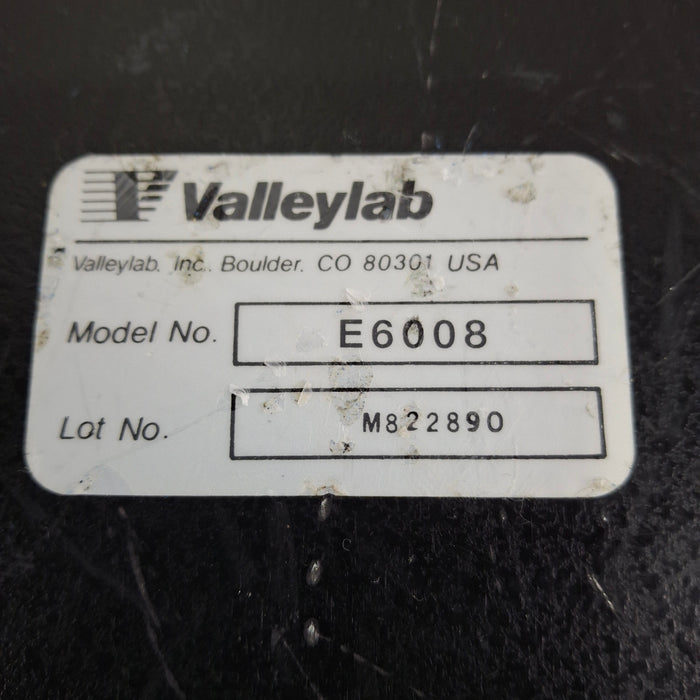 Valleylab
Valleylab, Inc. Boulder, CO 80301 USA
Model No. E6008
Lot No. M822890